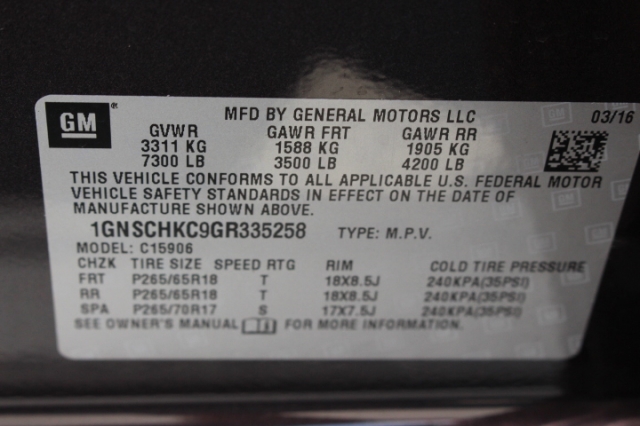 GM MFD BY GENERAL MOTORS LLC 03/16
GVWR GAWR FRT GAWR RR
3311 KG 1588 KG 1905 KG
7300 LB 3500 LB 4200 LB
THIS VEHICLE CONFORMS TO ALL APPLICABLE U.S. FEDERAL MOTOR
VEHICLE SAFETY STANDARDS IN EFFECT ON THE DATE OF
MANUFACTURE SHOWN ABOVE.
1GNSCHKC9GR335258 TYPE: M.P.V.
MODEL: C15906
CHZK TIRE SIZE SPEED RTG RIM COLD TIRE PRESSURE
FRT P265/65R18 T 18X8.5J 240KPA(35PSI)
RR P265/65R18 T 18X8.5J 240KPA(35PSI)
SPA P265/70R17 S 17X7.5J 240KPA(35PSI)
SEE OWNER'S MANUAL FOR MORE INFORMATION.